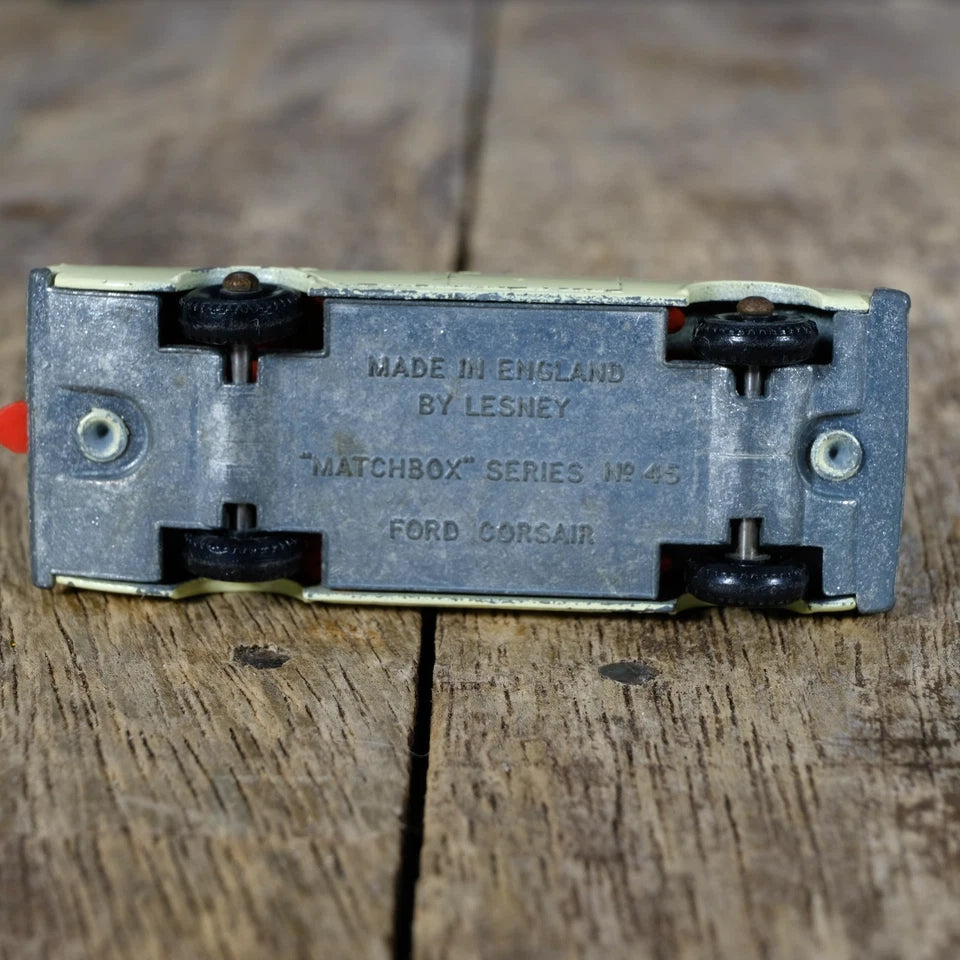 MADE IN ENGLAND
BY LESNEY
"MATCHBOX" SERIES Nº 45
FORD CORSAIR